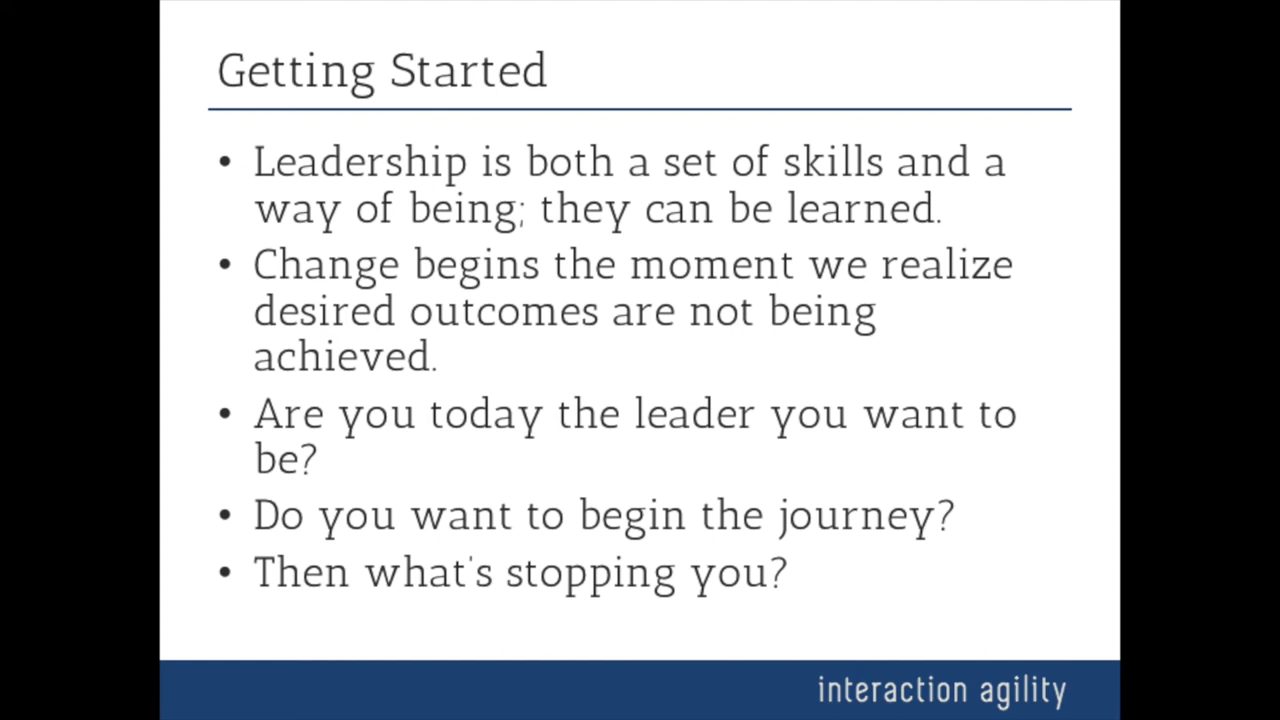 Getting Started
• Leadership is both a set of skills and a
way of being; they can be learned.
• Change begins the moment we realize
desired outcomes are not being
achieved.
• Are you today the leader you want to
be?
• Do you want to begin the journey?
• Then what's stopping you?
interaction agility